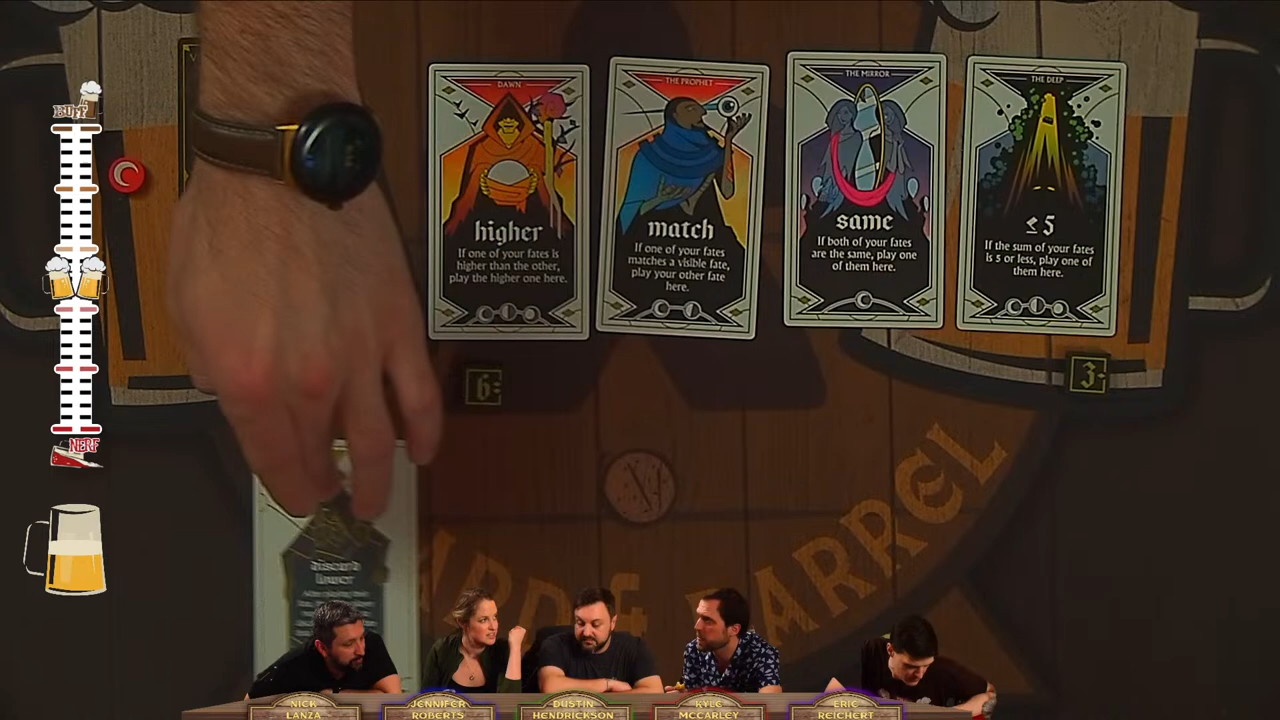 BUFF
NERF
DAWN
higher
If one of your fates is
higher than the other,
play the higher one here.
THE PROPHET
match
If one of your fates
matches a visible fate,
play your other fate
here.
THE MIRROR
same
If both of your fates
are the same, play one
of them here.
THE DEEP
≤ 5
If the sum of your fates
is 5 or less, play one of
them here.
6
3
BARREL
discard
lower
NICK
LANZA
JENNIFER
ROBERTS
DUSTIN
HENDRICKSON
KYLE
MCCARLEY
ERIC
REICHERT